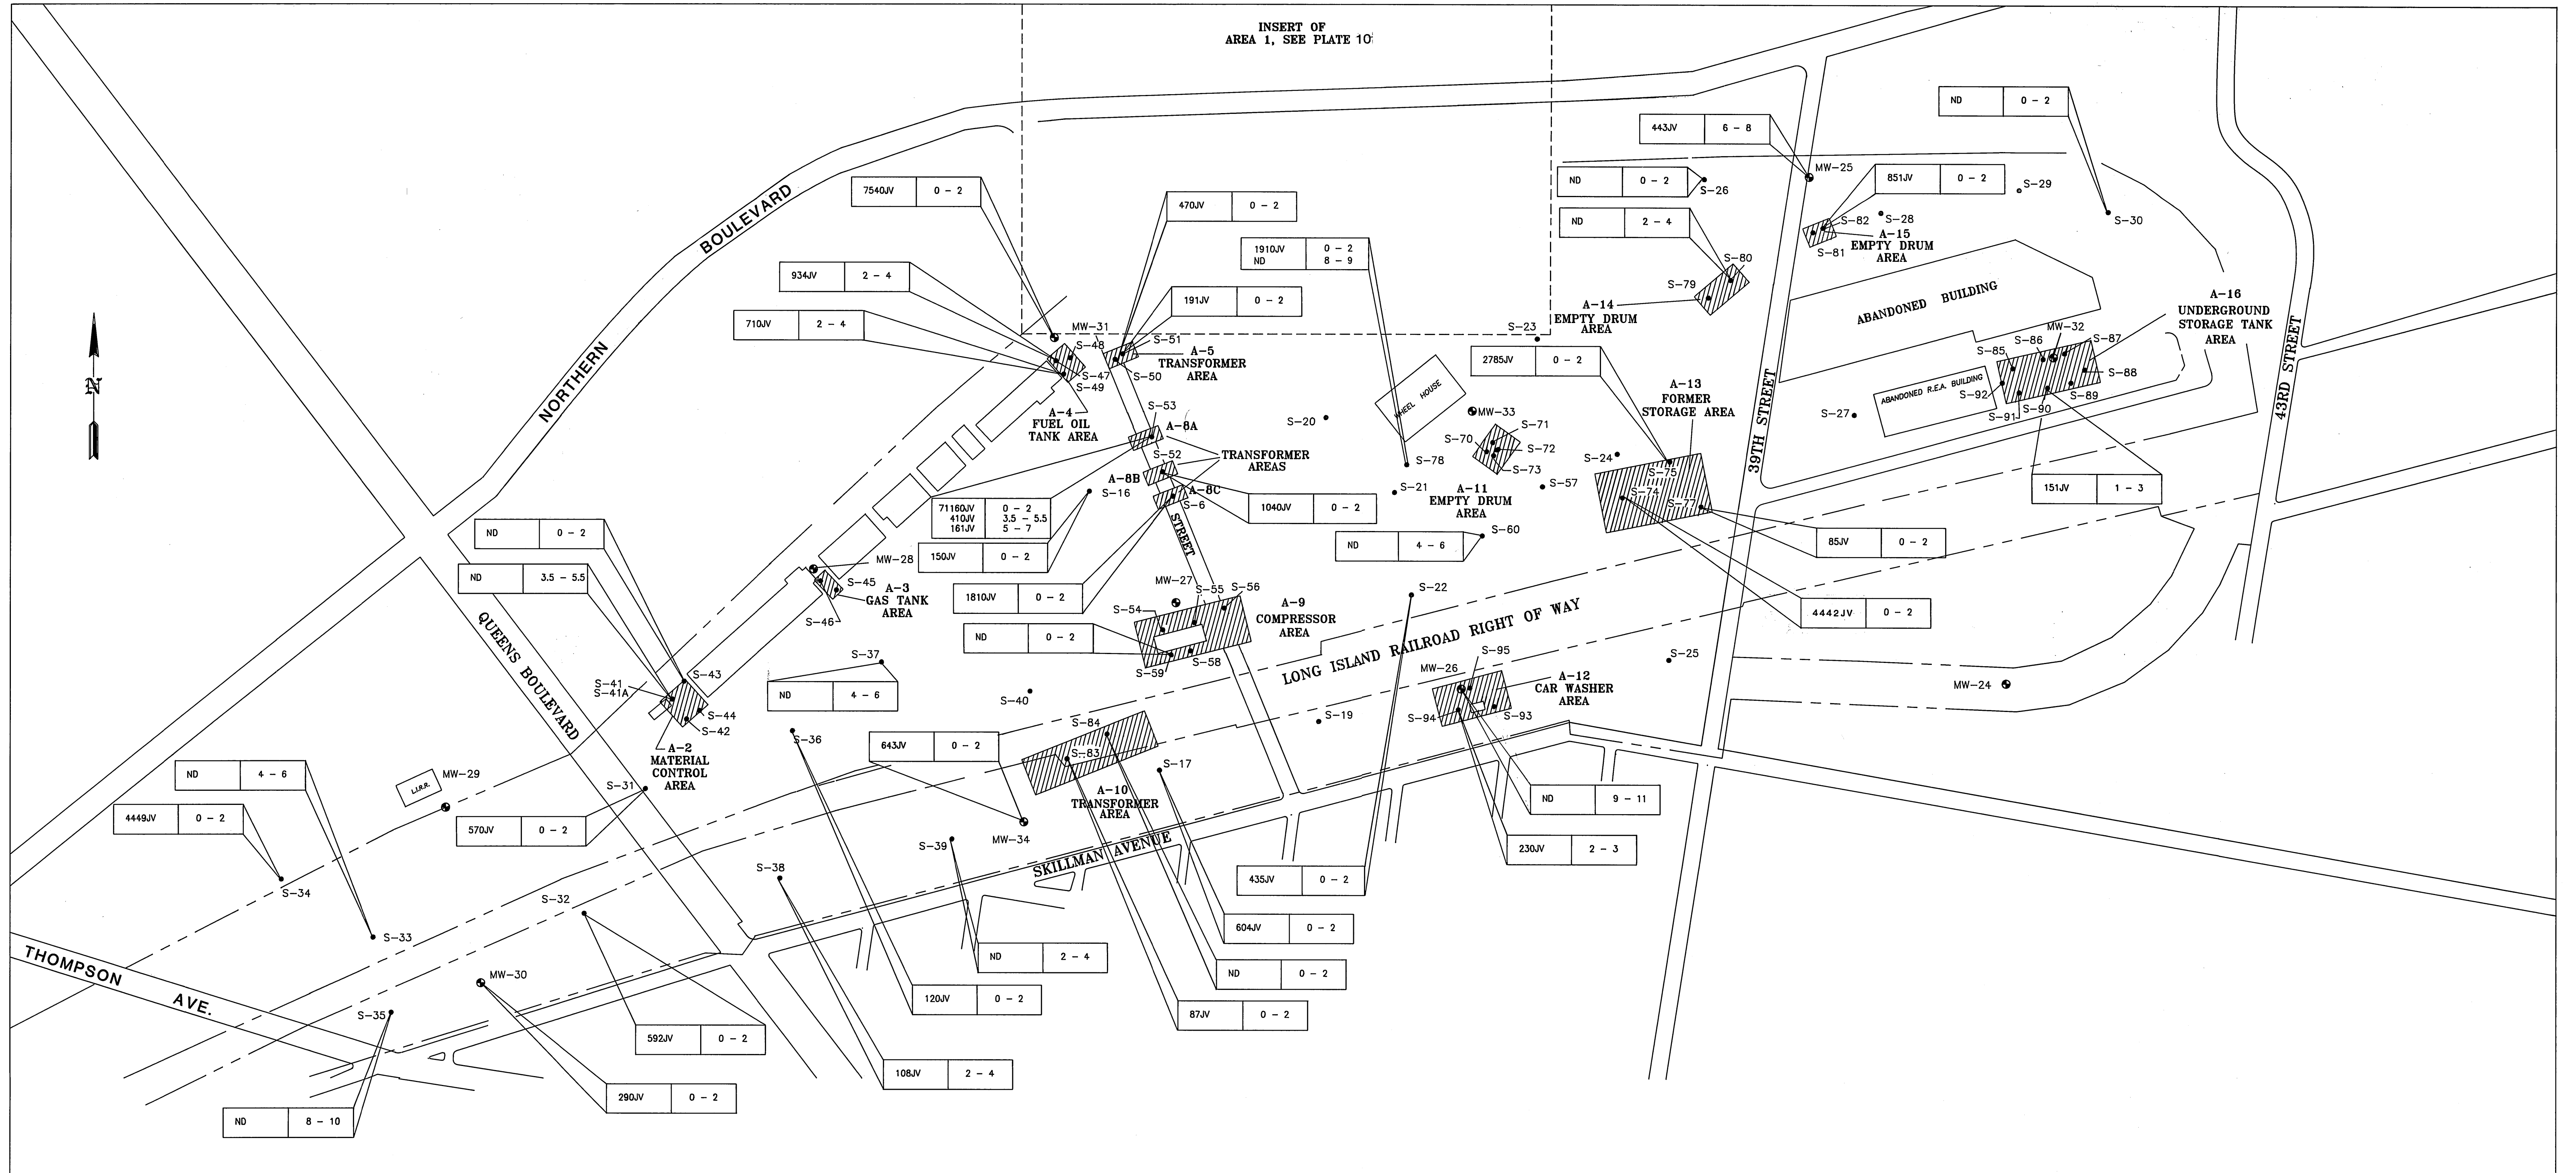 INSERT OF
AREA 1, SEE PLATE 10
ND 0 - 2
443JV 6 - 8
MW-25
ND 0 - 2
S-26
851JV 0 - 2
S-29
S-30
7540JV 0 - 2
470JV 0 - 2
ND 2 - 4
S-82
S-28
A-15
EMPTY DRUM
AREA
S-81
1910JV 0 - 2
ND 8 - 9
934JV 2 - 4
191JV 0 - 2
710JV 2 - 4
S-80
S-79
A-14
EMPTY DRUM
AREA
ABANDONED BUILDING
A-16
UNDERGROUND
STORAGE TANK
AREA
NORTHERN BOULEVARD
N
MW-31
S-48
S-47
S-49
S-51
S-50
A-5
TRANSFORMER
AREA
S-23
2785JV 0 - 2
MW-32
S-85
S-86
S-87
S-88
S-89
S-90
S-91
S-92
ABANDONED R.E.A. BUILDING
43RD STREET
39TH STREET
A-4
FUEL OIL
TANK AREA
S-53
A-8A
S-52
TRANSFORMER
AREAS
A-8B
A-8C
S-6
S-16
S-20
WHEEL HOUSE
MW-33
S-71
S-70
S-72
S-73
S-78
S-21
A-11
EMPTY DRUM
AREA
S-57
S-24
A-13
FORMER
STORAGE AREA
S-75
S-74
S-77
S-27
151JV 1 - 3
71160JV 0 - 2
410JV 3.5 - 5.5
161JV 5 - 7
1040JV 0 - 2
STREET
150JV 0 - 2
ND 4 - 6
S-60
85JV 0 - 2
ND 0 - 2
ND 3.5 - 5.5
MW-28
S-45
A-3
GAS TANK
AREA
S-46
1810JV 0 - 2
MW-27
S-55
S-56
S-54
A-9
COMPRESSOR
AREA
S-58
S-59
ND 0 - 2
S-22
4442JV 0 - 2
LONG ISLAND RAILROAD RIGHT OF WAY
QUEENS BOULEVARD
S-43
S-41
S-41A
S-44
S-42
A-2
MATERIAL
CONTROL
AREA
S-37
ND 4 - 6
S-40
S-36
643JV 0 - 2
S-84
S-83
A-10
TRANSFORMER
AREA
S-17
S-19
MW-26
S-95
A-12
CAR WASHER
AREA
S-94
S-93
S-25
MW-24
ND 4 - 6
L.I.R.R.
MW-29
S-31
4449JV 0 - 2
570JV 0 - 2
ND 9 - 11
230JV 2 - 3
S-39
MW-34
SKILLMAN AVENUE
S-38
S-34
S-32
S-33
435JV 0 - 2
604JV 0 - 2
THOMPSON AVE.
MW-30
S-35
ND 2 - 4
ND 0 - 2
120JV 0 - 2
87JV 0 - 2
592JV 0 - 2
108JV 2 - 4
290JV 0 - 2
ND 8 - 10